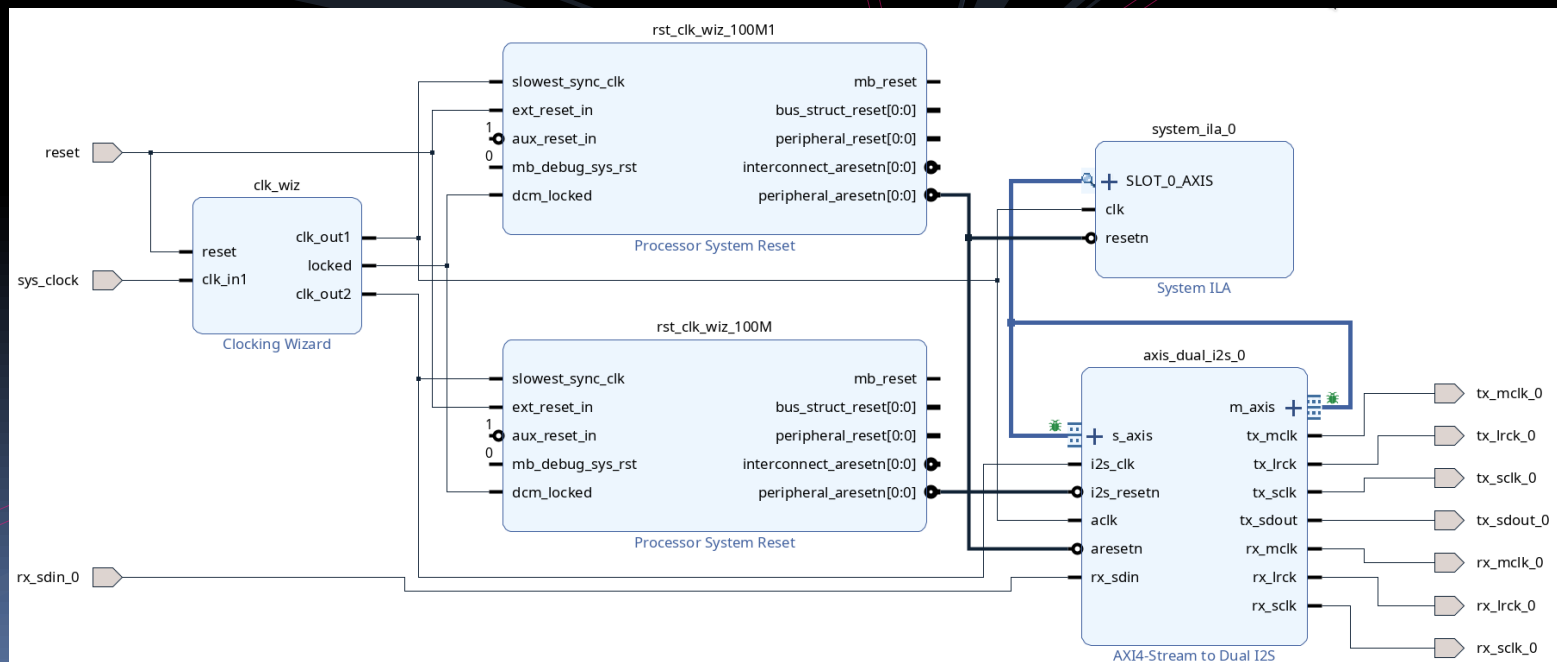 rst_clk_wiz_100M1
slowest_sync_clk
mb_reset
ext_reset_in
bus_struct_reset[0:0]
1
aux_reset_in
peripheral_reset[0:0]
0
mb_debug_sys_rst
interconnect_aresetn[0:0]
dcm_locked
peripheral_aresetn[0:0]
Processor System Reset
reset
sys_clock
clk_wiz
reset
clk_in1
clk_out1
locked
clk_out2
Clocking Wizard
system_ila_0
SLOT_0_AXIS
clk
resetn
System ILA
rst_clk_wiz_100M
slowest_sync_clk
mb_reset
ext_reset_in
bus_struct_reset[0:0]
1
aux_reset_in
peripheral_reset[0:0]
0
mb_debug_sys_rst
interconnect_aresetn[0:0]
dcm_locked
peripheral_aresetn[0:0]
Processor System Reset
rx_sdin_0
axis_dual_i2s_0
s_axis
i2s_clk
i2s_resetn
aclk
aresetn
rx_sdin
m_axis
tx_mclk
tx_lrck
tx_sclk
tx_sdout
rx_mclk
rx_lrck
rx_sclk
AXI4-Stream to Dual I2S
tx_mclk_0
tx_lrck_0
tx_sclk_0
tx_sdout_0
rx_mclk_0
rx_lrck_0
rx_sclk_0